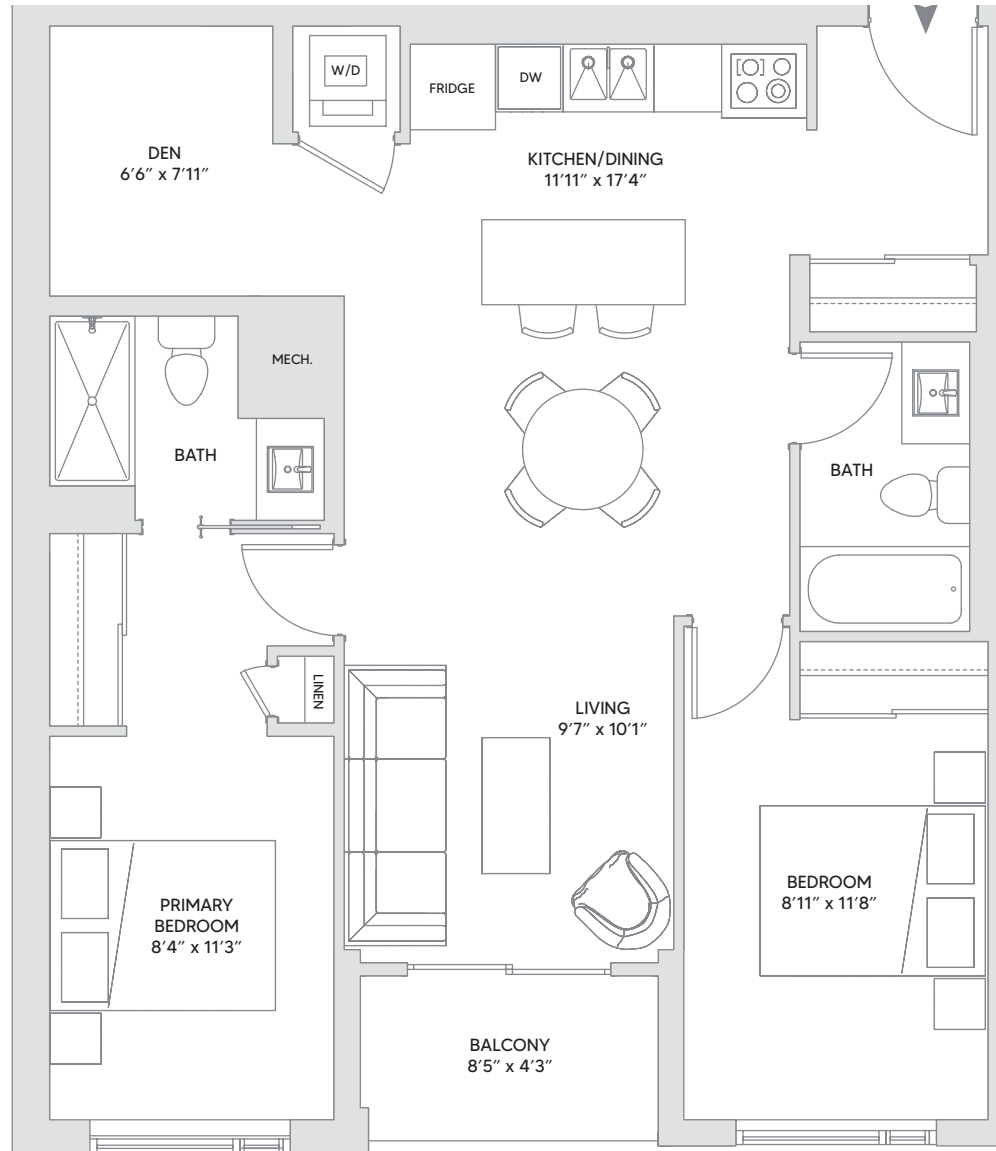 W/D
FRIDGE
DW
DEN
6'6" x 7'11"
KITCHEN/DINING
11'11" x 17'4"
MECH.
BATH
BATH
LINEN
LIVING
9'7" x 10'1"
PRIMARY
BEDROOM
8'4" x 11'3"
BEDROOM
8'11" x 11'8"
BALCONY
8'5" x 4'3"